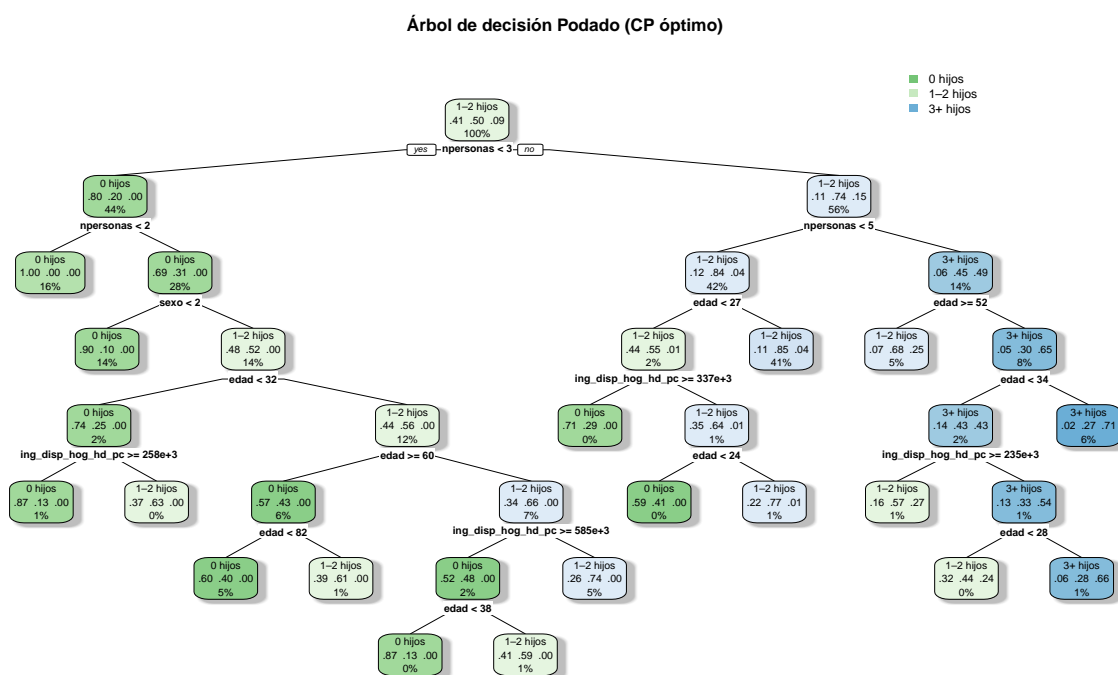 Árbol de decisión Podado (CP óptimo)
0 hijos
1–2 hijos
3+ hijos
1–2 hijos
.41 .50 .09
100%
yes npersonas < 3 no
0 hijos
.80 .20 .00
44%
npersonas < 2
1–2 hijos
.11 .74 .15
56%
npersonas < 5
0 hijos
1.00 .00 .00
16%
0 hijos
.69 .31 .00
28%
sexo < 2
1–2 hijos
.12 .84 .04
42%
edad < 27
3+ hijos
.06 .45 .49
14%
edad >= 52
0 hijos
.90 .10 .00
14%
1–2 hijos
.48 .52 .00
14%
edad < 32
1–2 hijos
.44 .55 .01
2%
ing_disp_hog_hd_pc >= 337e+3
1–2 hijos
.11 .85 .04
41%
1–2 hijos
.07 .68 .25
5%
3+ hijos
.05 .30 .65
8%
edad < 34
0 hijos
.74 .25 .00
2%
ing_disp_hog_hd_pc >= 258e+3
1–2 hijos
.44 .56 .00
12%
edad >= 60
0 hijos
.71 .29 .00
0%
1–2 hijos
.35 .64 .01
1%
edad < 24
3+ hijos
.14 .43 .43
2%
ing_disp_hog_hd_pc >= 235e+3
3+ hijos
.02 .27 .71
6%
0 hijos
.87 .13 .00
1%
1–2 hijos
.37 .63 .00
0%
0 hijos
.57 .43 .00
6%
edad < 82
1–2 hijos
.34 .66 .00
7%
ing_disp_hog_hd_pc >= 585e+3
0 hijos
.59 .41 .00
0%
1–2 hijos
.22 .77 .01
1%
1–2 hijos
.16 .57 .27
1%
3+ hijos
.13 .33 .54
1%
edad < 28
0 hijos
.60 .40 .00
5%
1–2 hijos
.39 .61 .00
1%
0 hijos
.52 .48 .00
2%
edad < 38
1–2 hijos
.26 .74 .00
5%
1–2 hijos
.32 .44 .24
0%
3+ hijos
.06 .28 .66
1%
0 hijos
.87 .13 .00
0%
1–2 hijos
.41 .59 .00
1%